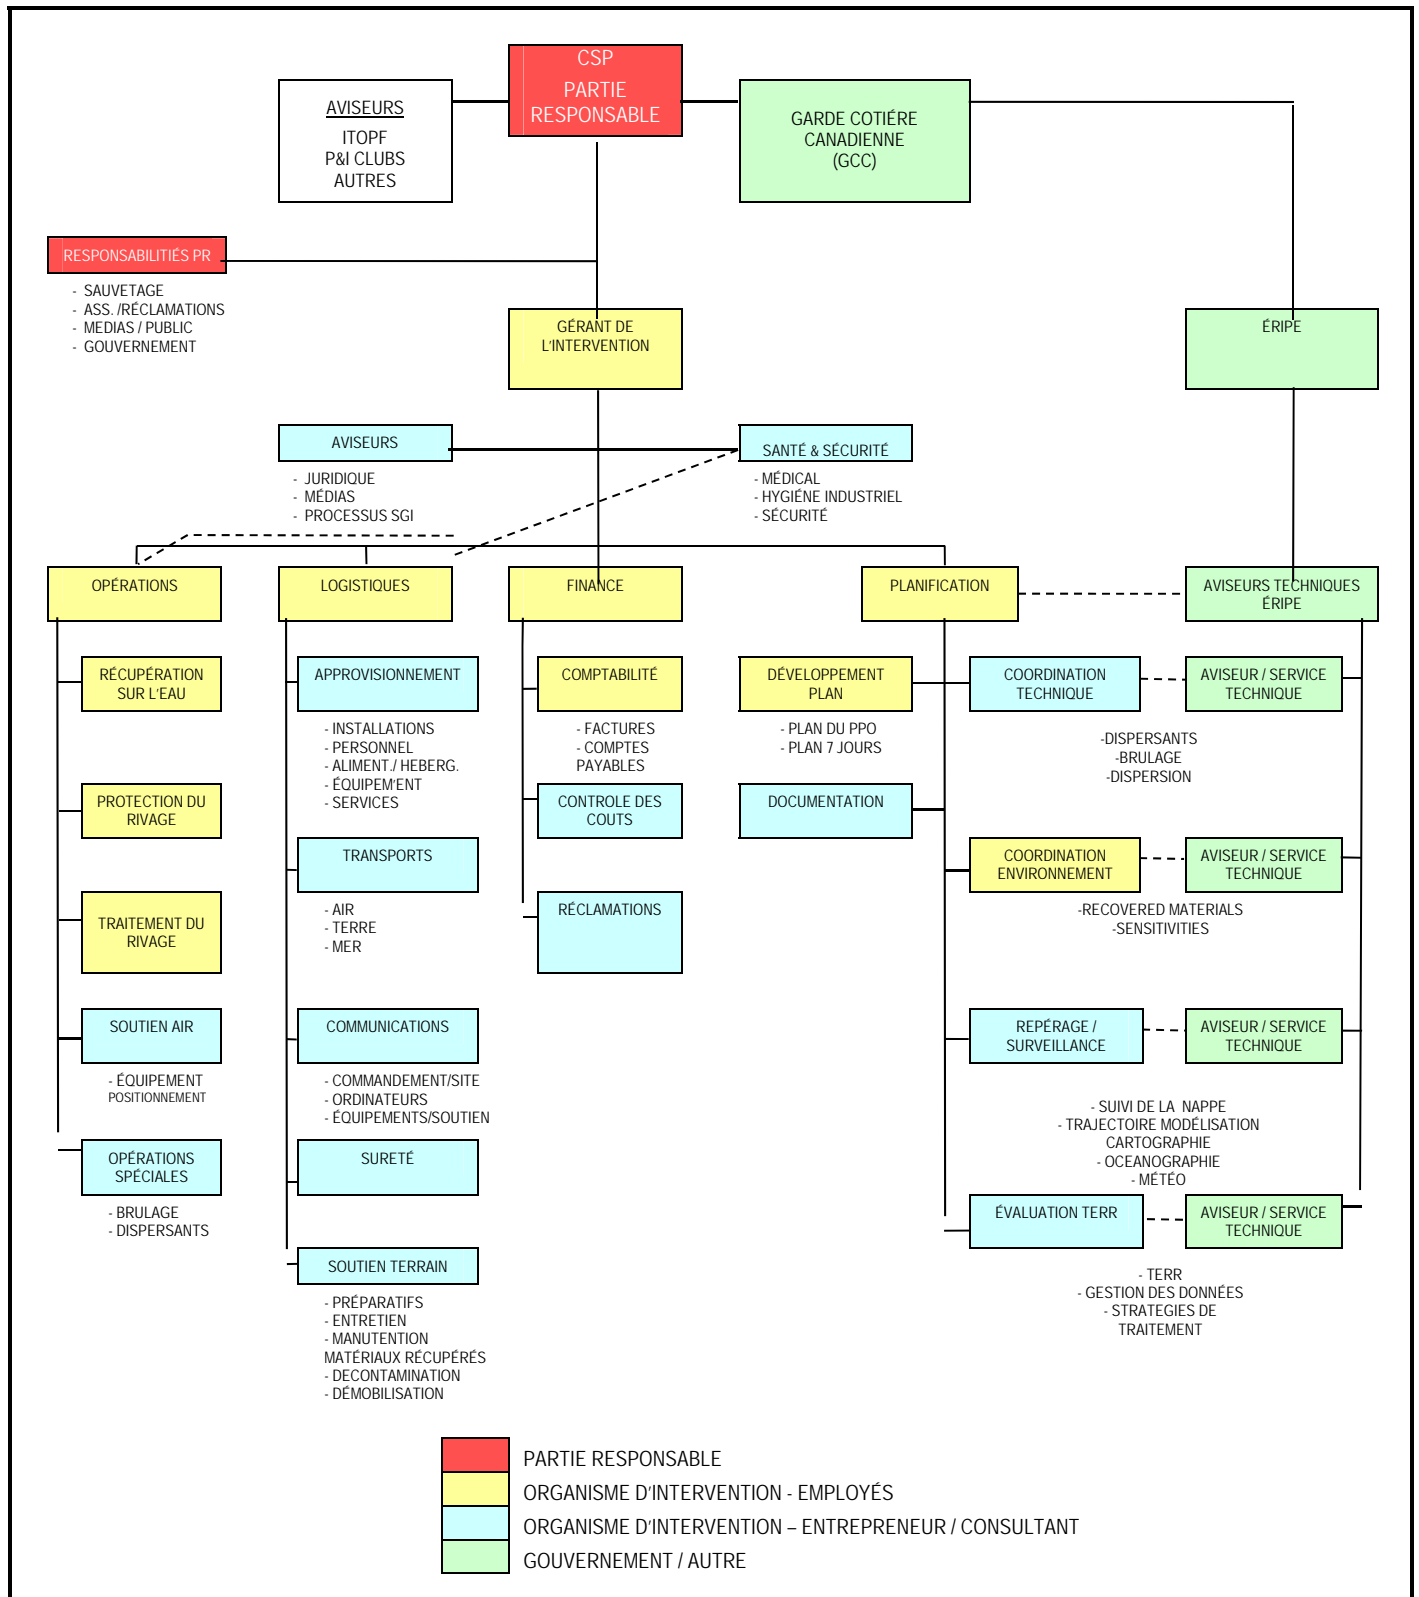 CSP
PARTIE
RESPONSABLE
AVISEURS
ITOPF
P&I CLUBS
AUTRES
GARDE COTIÉRE
CANADIENNE
(GCC)
RESPONSABILITIÉS PR
- SAUVETAGE
- ASS. /RÉCLAMATIONS
- MEDIAS / PUBLIC
- GOUVERNEMENT
GÉRANT DE
L'INTERVENTION
ÉRIPE
AVISEURS
- JURIDIQUE
- MÉDIAS
- PROCESSUS SGI
SANTÉ & SÉCURITÉ
- MÉDICAL
- HYGIÉNE INDUSTRIEL
- SÉCURITÉ
OPÉRATIONS
LOGISTIQUES
FINANCE
PLANIFICATION
AVISEURS TECHNIQUES
ÉRIPE
RÉCUPÉRATION
SUR L'EAU
PROTECTION DU
RIVAGE
TRAITEMENT DU
RIVAGE
SOUTIEN AIR
- ÉQUIPEMENT
POSITIONNEMENT
OPÉRATIONS
SPÉCIALES
- BRULAGE
- DISPERSANTS
APPROVISIONNEMENT
- INSTALLATIONS
- PERSONNEL
- ALIMENT./ HEBERG.
- ÉQUIPEM'ENT
- SERVICES
TRANSPORTS
- AIR
- TERRE
- MER
COMMUNICATIONS
- COMMANDEMENT/SITE
- ORDINATEURS
- ÉQUIPEMENTS/SOUTIEN
SURETÉ
SOUTIEN TERRAIN
- PRÉPARATIFS
- ENTRETIEN
- MANUTENTION
MATÉRIAUX RÉCUPÉRÉS
- DECONTAMINATION
- DÉMOBILISATION
COMPTABILITÉ
- FACTURES
- COMPTES
PAYABLES
CONTROLE DES
COUTS
RÉCLAMATIONS
DÉVELOPPEMENT
PLAN
- PLAN DU PPO
- PLAN 7 JOURS
DOCUMENTATION
COORDINATION
TECHNIQUE
AVISEUR / SERVICE
TECHNIQUE
-DISPERSANTS
-BRULAGE
-DISPERSION
COORDINATION
ENVIRONNEMENT
AVISEUR / SERVICE
TECHNIQUE
-RECOVERED MATERIALS
-SENSITIVITIES
REPÉRAGE /
SURVEILLANCE
AVISEUR / SERVICE
TECHNIQUE
- SUIVI DE LA NAPPE
- TRAJECTOIRE MODÉLISATION
CARTOGRAPHIE
- OCEANOGRAPHIE
- MÉTÉO
ÉVALUATION TERR
AVISEUR / SERVICE
TECHNIQUE
- TERR
- GESTION DES DONNÉES
- STRATEGIES DE
TRAITEMENT
PARTIE RESPONSABLE
ORGANISME D'INTERVENTION - EMPLOYÉS
ORGANISME D'INTERVENTION – ENTREPRENEUR / CONSULTANT
GOUVERNEMENT / AUTRE